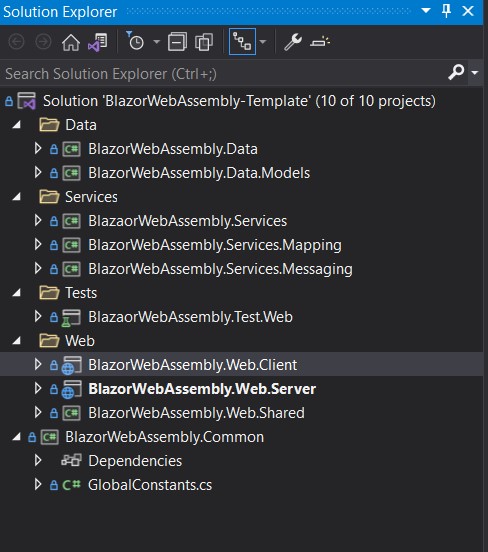 Solution Explorer
Search Solution Explorer (Ctrl+;)
Solution 'BlazorWebAssembly-Template' (10 of 10 projects)
Data
C# BlazorWebAssembly.Data
C# BlazorWebAssembly.Data.Models
Services
C# BlazaorWebAssembly.Services
C# BlazorWebAssembly.Services.Mapping
C# BlazorWebAssembly.Services.Messaging
Tests
BlazaorWebAssembly.Test.Web
Web
BlazorWebAssembly.Web.Client
BlazorWebAssembly.Web.Server
C# BlazorWebAssembly.Web.Shared
C# BlazorWebAssembly.Common
Dependencies
C# GlobalConstants.cs